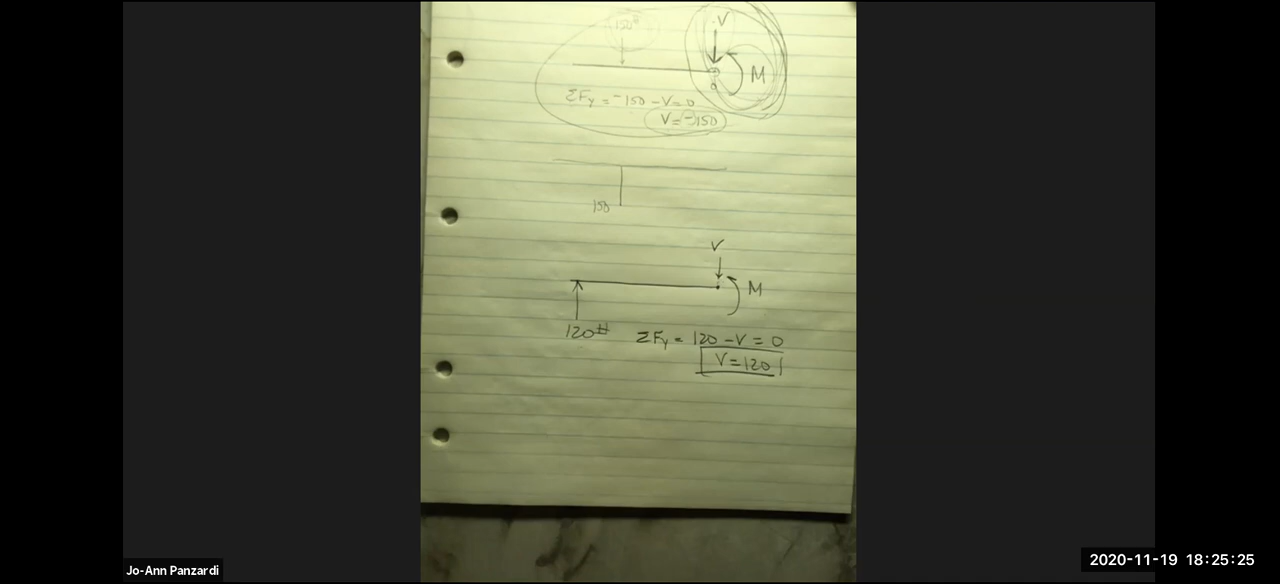 150#
V
M
ΣFy = -150 - V = 0
V = -150
150
V
M
120#
ΣFy = 120 - V = 0
V = 120
Jo-Ann Panzardi
2020-11-19 18:25:25